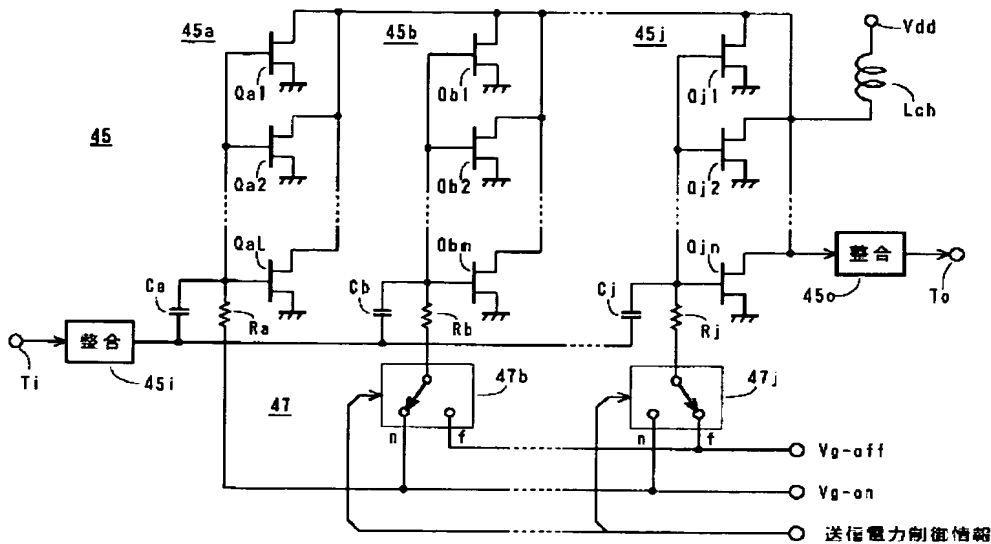 45a
45b
45j
Vdd
Lch
Qa1
Qb1
Qj1
45
Qa2
Qb2
Qj2
QaL
Qbm
Qjn
整合
45o
To
Ca
Cb
Cj
Ra
Rb
Rj
整合
Ti
45i
47
47b
47j
n
f
n
f
Vg-off
Vg-on
送信電力制御情報